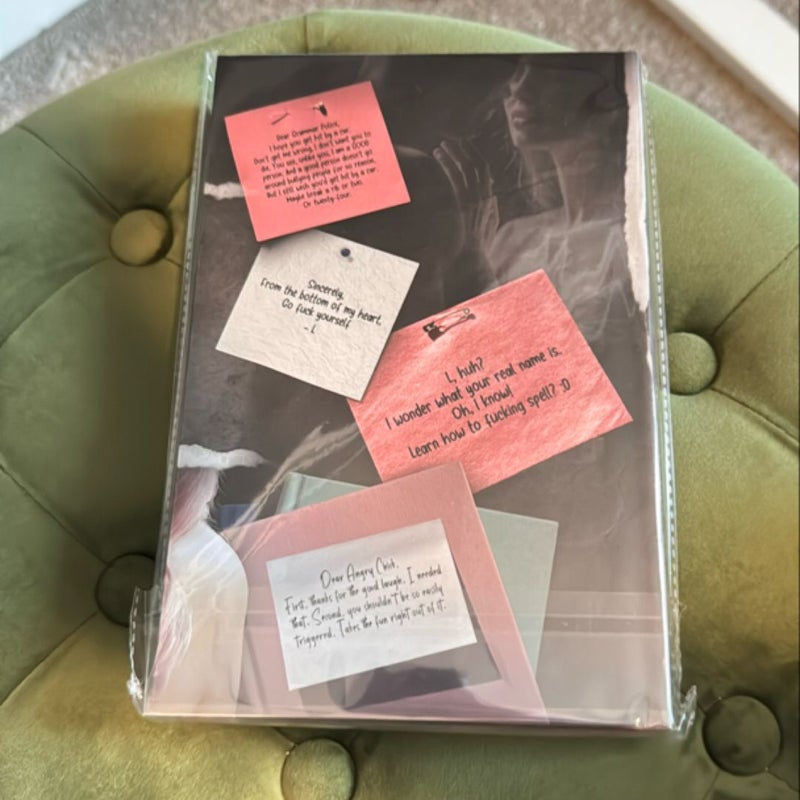 Dear Grammar Police,
I hope you get hit by a car.
Don't get me wrong, I don't want you to
die. You see, unlike you, I am a GOOD
person. And a good person doesn't go
around bullying people for no reason.
But I still wish you'd get hit by a car.
Maybe break a rib or two.
Or twenty-four.
Sincerely,
From the bottom of my heart,
Go fuck yourself
-L
L, huh?
I wonder what your real name is.
Oh, I know!
Learn how to fucking spell? :D
Dear Angry Chick,
First, thanks for the good laugh. I needed
that. Second, you shouldn't be so easily
triggered. Takes the fun right out of it.